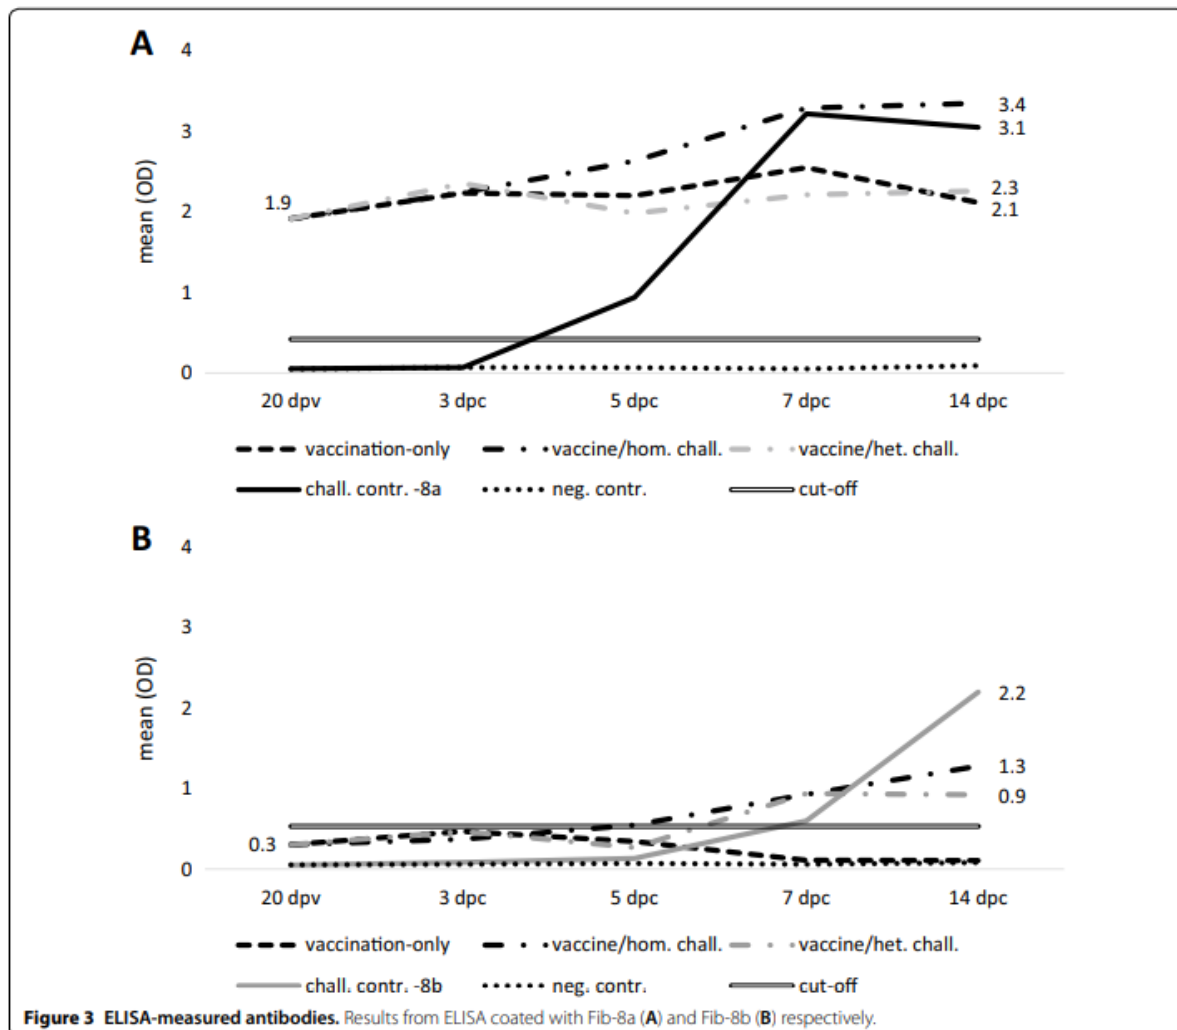 A
4
3
2
1
0
mean (OD)
1.9
3.4
3.1
2.3
2.1
20 dpv 3 dpc 5 dpc 7 dpc 14 dpc
vaccination-only vaccine/hom. chall. vaccine/het. chall.
chall. contr. -8a neg. contr. cut-off
B
4
3
2
1
0
mean (OD)
0.3
2.2
1.3
0.9
20 dpv 3 dpc 5 dpc 7 dpc 14 dpc
vaccination-only vaccine/hom. chall. vaccine/het. chall.
chall. contr. -8b neg. contr. cut-off
Figure 3 ELISA-measured antibodies. Results from ELISA coated with Fib-8a (A) and Fib-8b (B) respectively.